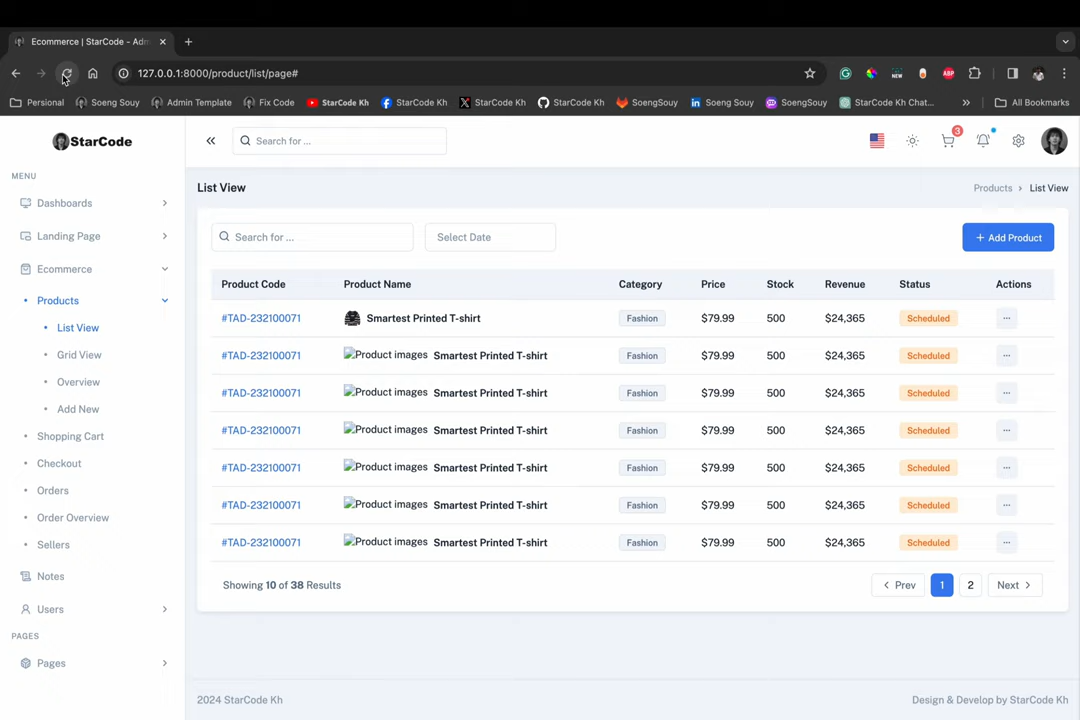 Ecommerce | StarCode - Adm
127.0.0.1:8000/product/list/page#
Personal Soeng Souy Admin Template Fix Code StarCode Kh StarCode Kh StarCode Kh StarCode Kh SoengSouy Soeng Souy SoengSouy StarCode Kh Chat... All Bookmarks
StarCode
Search for ...
3
MENU
Dashboards
Landing Page
Ecommerce
Products
List View
Grid View
Overview
Add New
Shopping Cart
Checkout
Orders
Order Overview
Sellers
Notes
Users
PAGES
Pages
List View
Products List View
Search for ... Select Date + Add Product
Product Code Product Name Category Price Stock Revenue Status Actions
#TAD-232100071 Smartest Printed T-shirt Fashion $79.99 500 $24,365 Scheduled ...
#TAD-232100071 Product images Smartest Printed T-shirt Fashion $79.99 500 $24,365 Scheduled ...
#TAD-232100071 Product images Smartest Printed T-shirt Fashion $79.99 500 $24,365 Scheduled ...
#TAD-232100071 Product images Smartest Printed T-shirt Fashion $79.99 500 $24,365 Scheduled ...
#TAD-232100071 Product images Smartest Printed T-shirt Fashion $79.99 500 $24,365 Scheduled ...
#TAD-232100071 Product images Smartest Printed T-shirt Fashion $79.99 500 $24,365 Scheduled ...
#TAD-232100071 Product images Smartest Printed T-shirt Fashion $79.99 500 $24,365 Scheduled ...
Showing 10 of 38 Results
Prev 1 2 Next
2024 StarCode Kh
Design & Develop by StarCode Kh